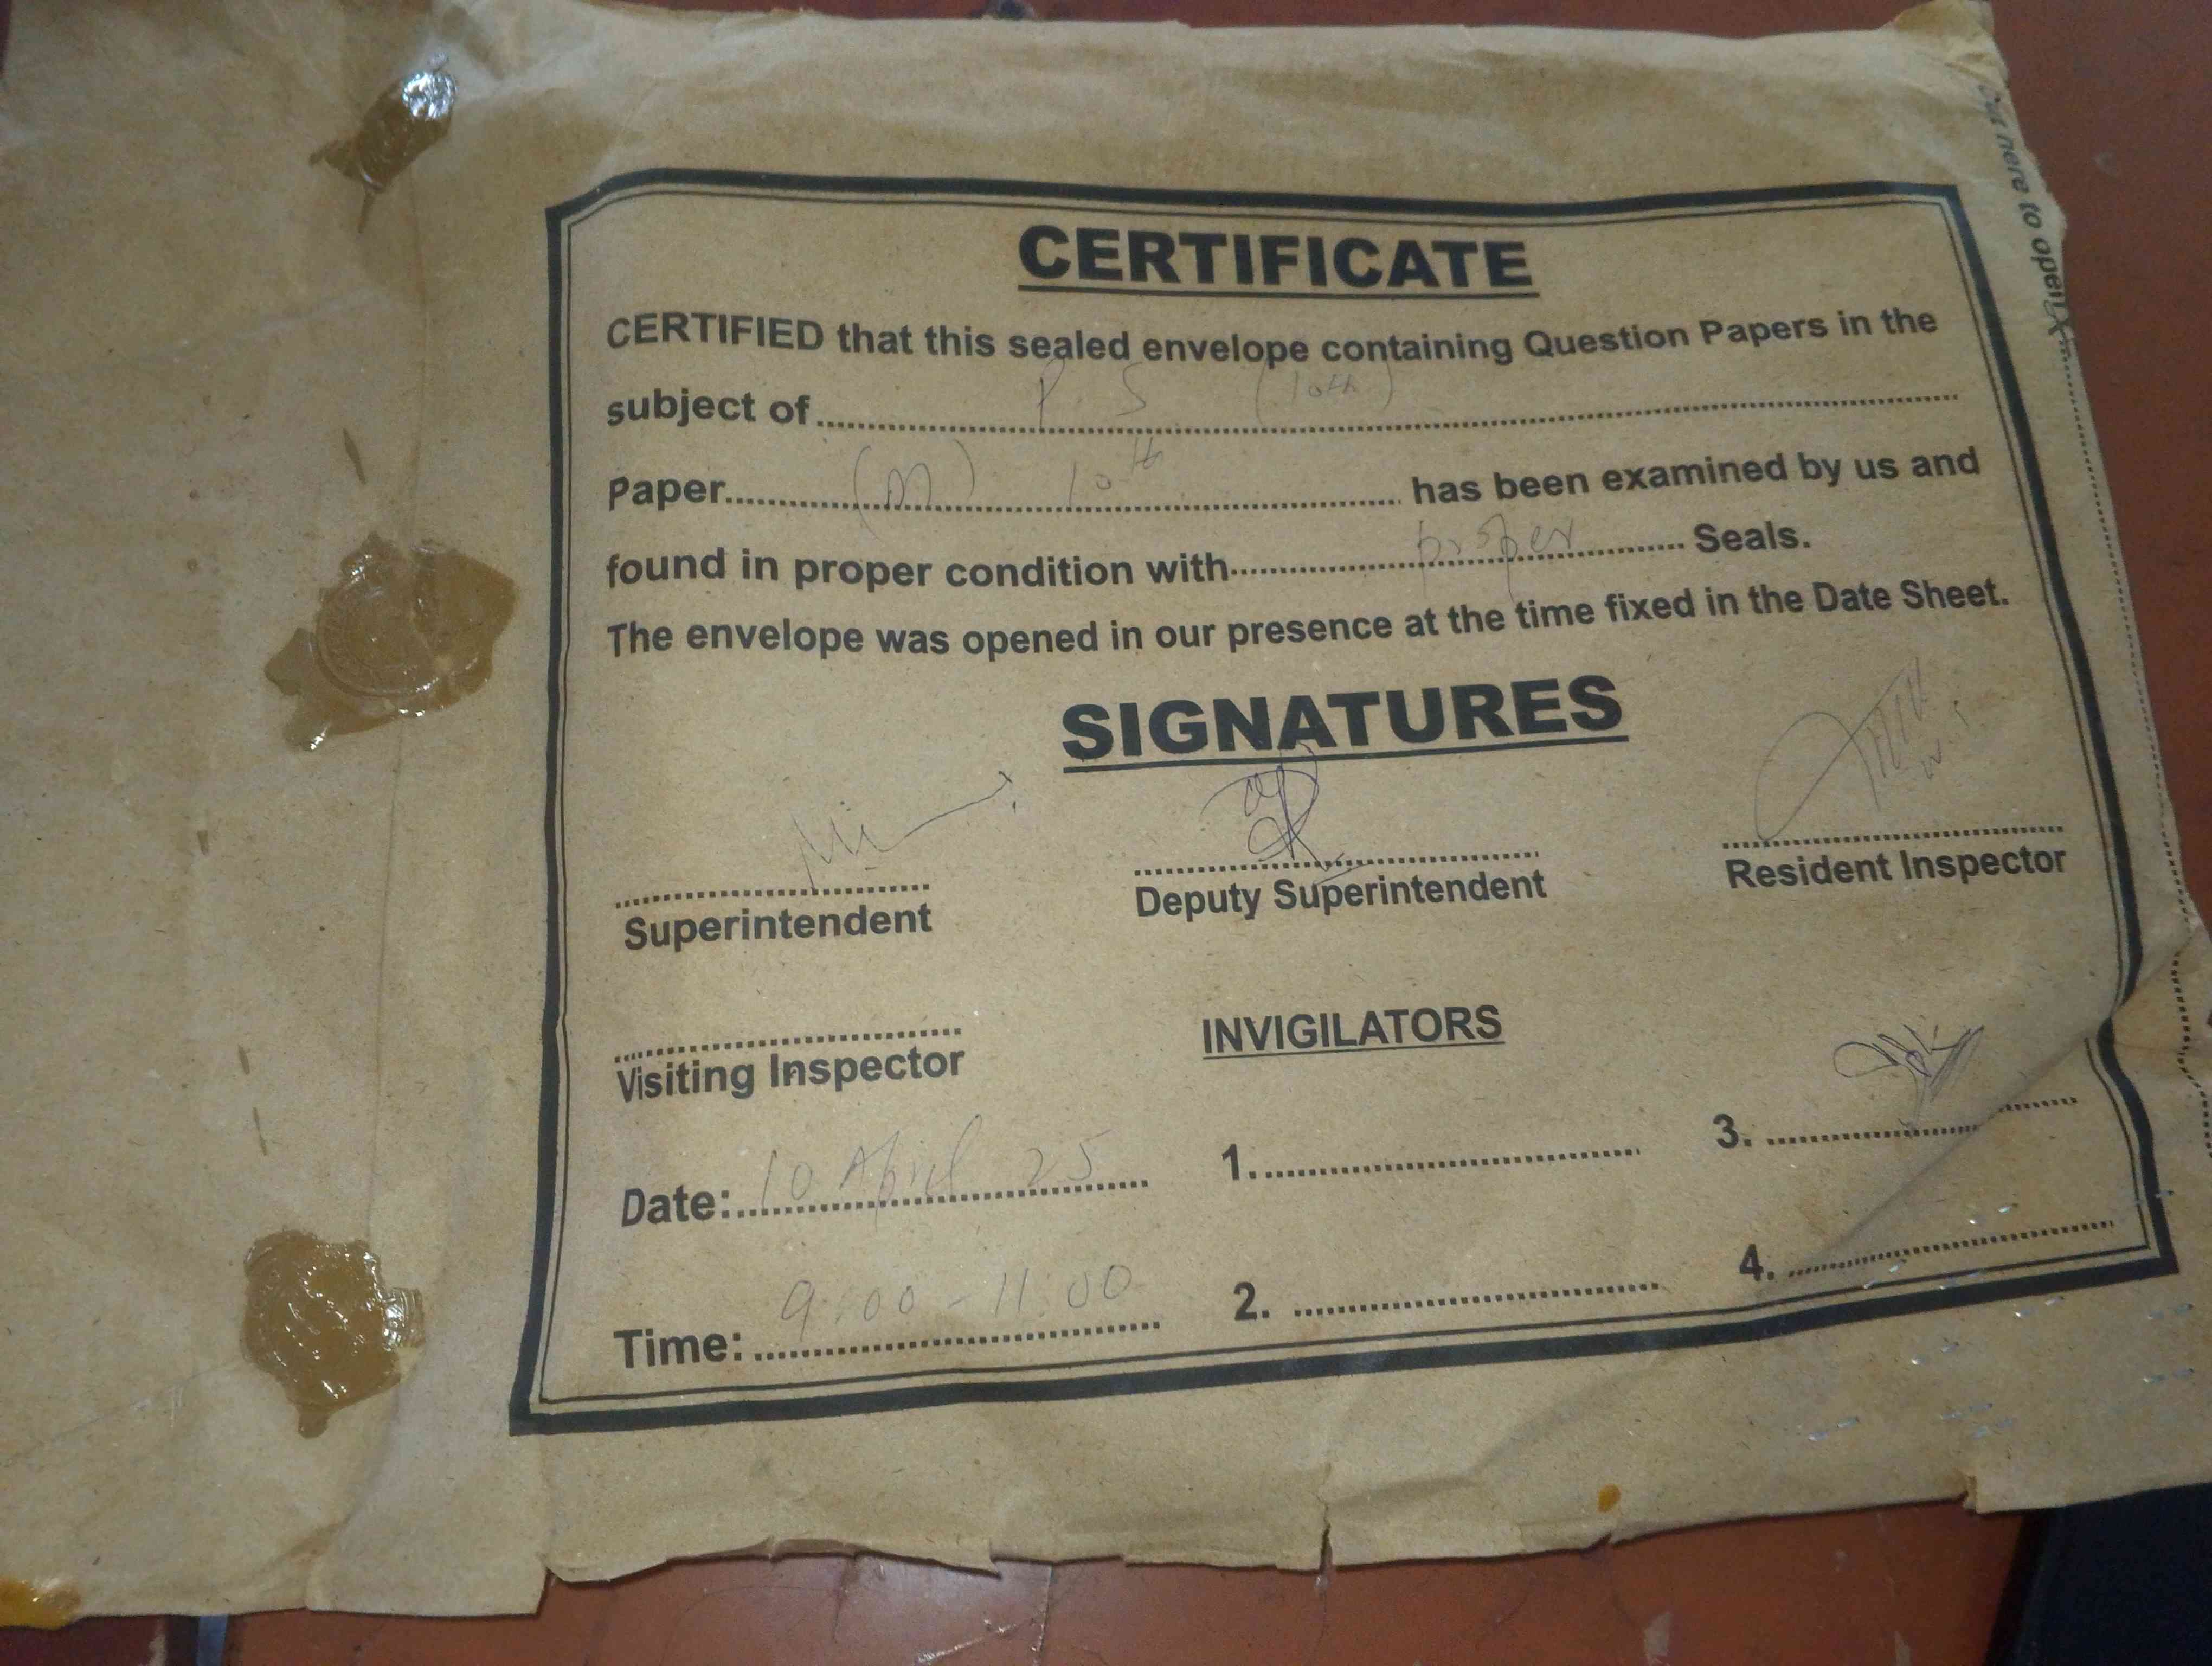 CERTIFICATE
CERTIFIED that this sealed envelope containing Question Papers in the
subject of P. S (10th)
Paper (M) 10th has been examined by us and
found in proper condition with proper Seals.
The envelope was opened in our presence at the time fixed in the Date Sheet.
SIGNATURES
Superintendent
Deputy Superintendent
Resident Inspector
Visiting Inspector
INVIGILATORS
Date: 10 April 25
1.
3.
Time: 9:00 - 11:00
2.
4.
here to open